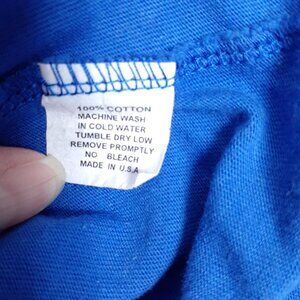 100% COTTON
MACHINE WASH
IN COLD WATER
TUMBLE DRY LOW
REMOVE PROMPTLY
NO BLEACH
MADE IN U.S.A